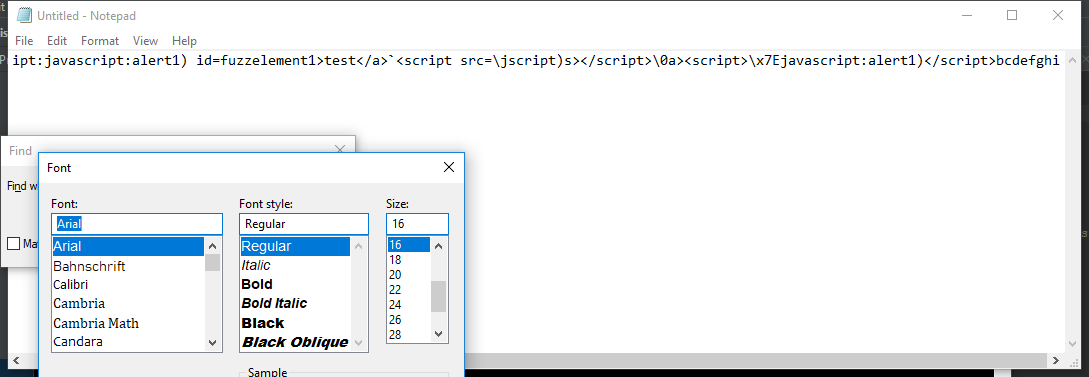 Untitled - Notepad
File Edit Format View Help
ipt:javascript:alert1) id=fuzzelement1>test</a>`<script src=\jscript)s></script>\0a><script>\x7Ejavascript:alert1)</script>bcdefghi
Find
Find w
Ma
Font
Font: Font style: Size:
Arial Regular 16
Arial Regular 16
Bahnschrift Italic 18
Calibri Bold 20
Cambria Bold Italic 22
Cambria Math Black 24
Candara Black Oblique 26
28
Sample